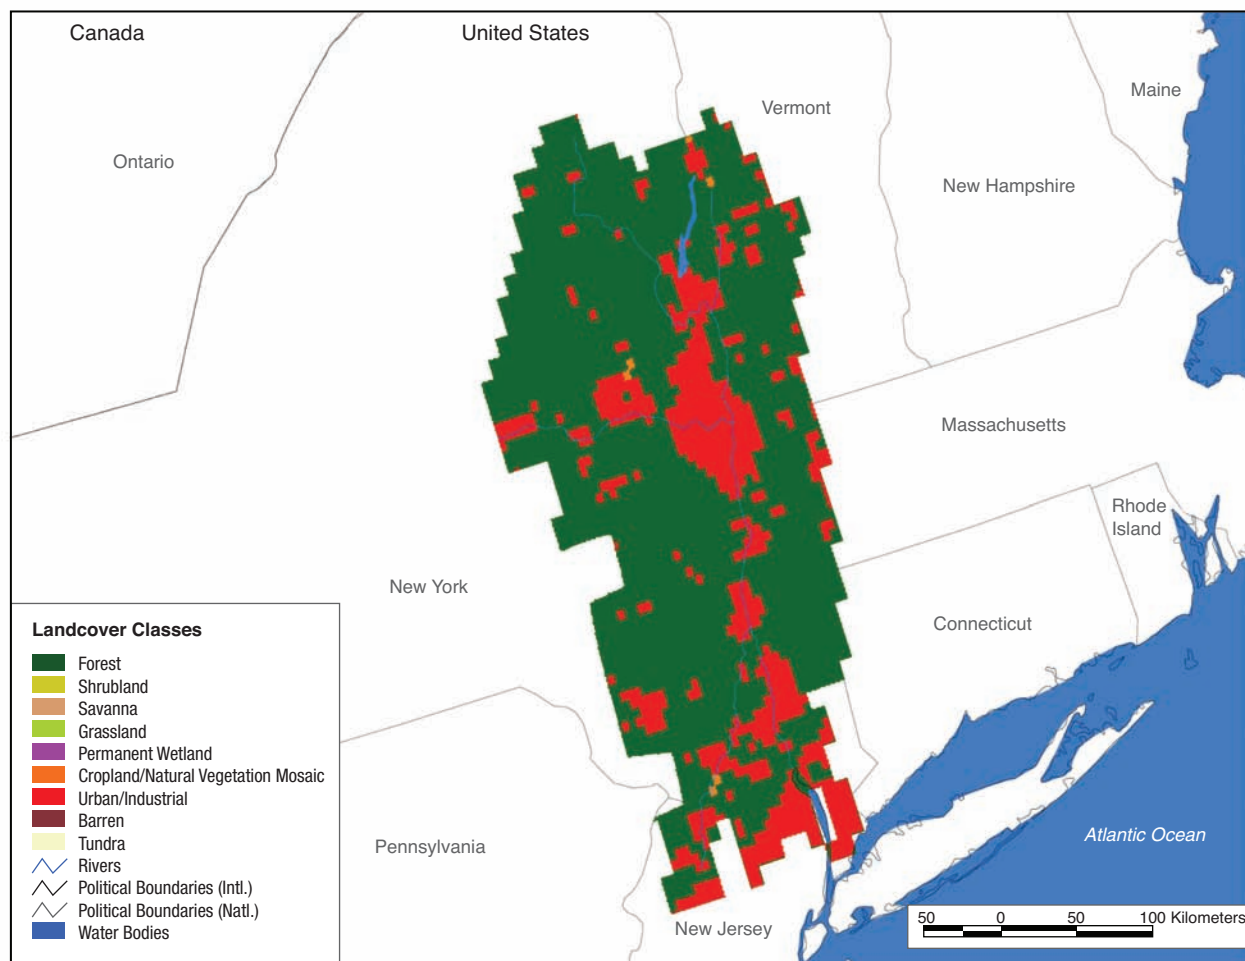 Canada
United States
Maine
Vermont
Ontario
New Hampshire
Massachusetts
Rhode
Island
New York
Connecticut
Landcover Classes
Forest
Shrubland
Savanna
Grassland
Permanent Wetland
Cropland/Natural Vegetation Mosaic
Urban/Industrial
Barren
Tundra
Rivers
Political Boundaries (Intl.)
Political Boundaries (Natl.)
Water Bodies
Pennsylvania
Atlantic Ocean
New Jersey
50 0 50 100 Kilometers